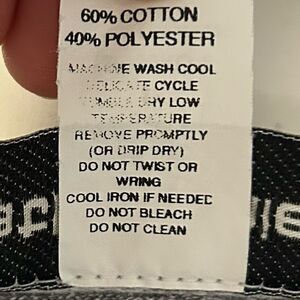 60% COTTON
40% POLYESTER
MACHINE WASH COOL
DELICATE CYCLE
TUMBLE DRY LOW
TEMPERATURE
REMOVE PROMPTLY
(OR DRIP DRY)
DO NOT TWIST OR
WRING
COOL IRON IF NEEDED
DO NOT BLEACH
DO NOT CLEAN